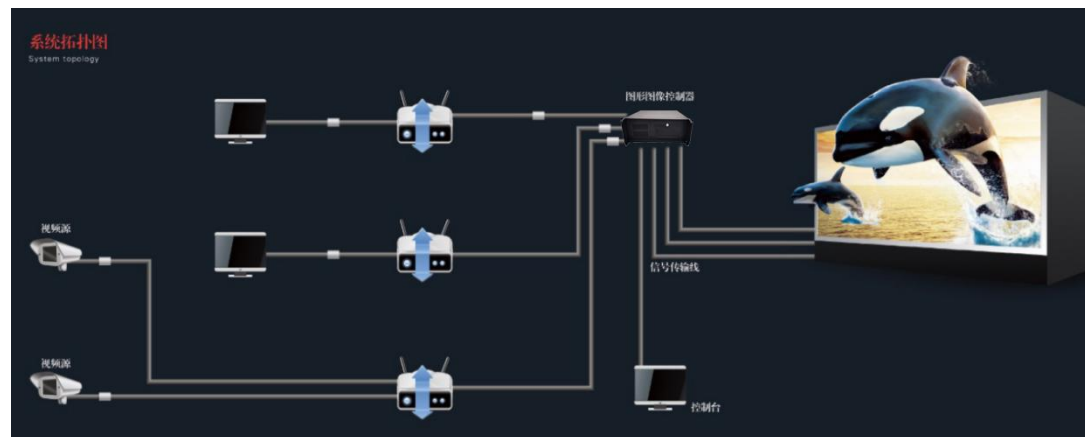 系统拓扑图
System topology
图形图像控制器
视频源
信号传输线
视频源
控制台